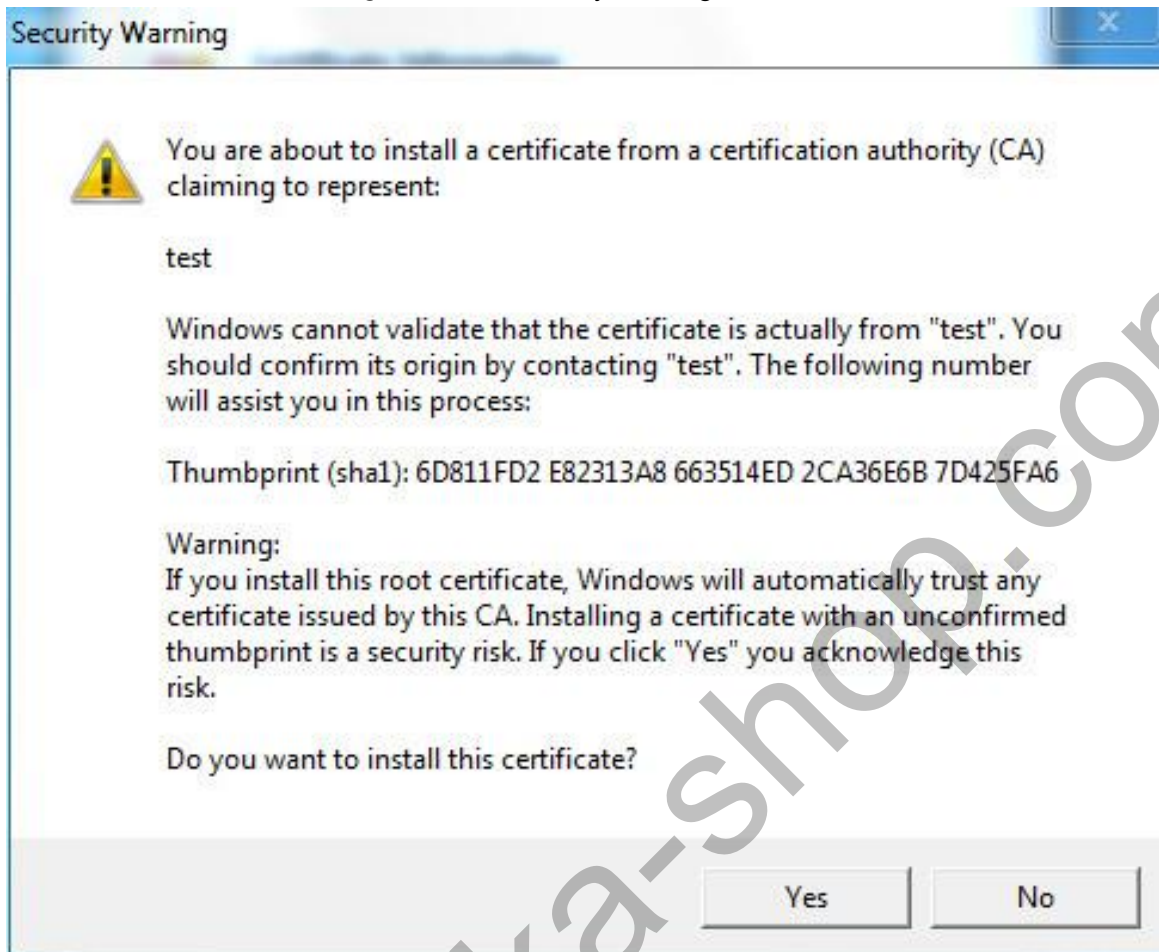 Security Warning
You are about to install a certificate from a certification authority (CA)
claiming to represent:
test
Windows cannot validate that the certificate is actually from "test". You
should confirm its origin by contacting "test". The following number
will assist you in this process:
Thumbprint (sha1): 6D811FD2 E82313A8 663514ED 2CA36E6B 7D425FA6
Warning:
If you install this root certificate, Windows will automatically trust any
certificate issued by this CA. Installing a certificate with an unconfirmed
thumbprint is a security risk. If you click "Yes" you acknowledge this
risk.
Do you want to install this certificate?
Yes No
ka-shop.co